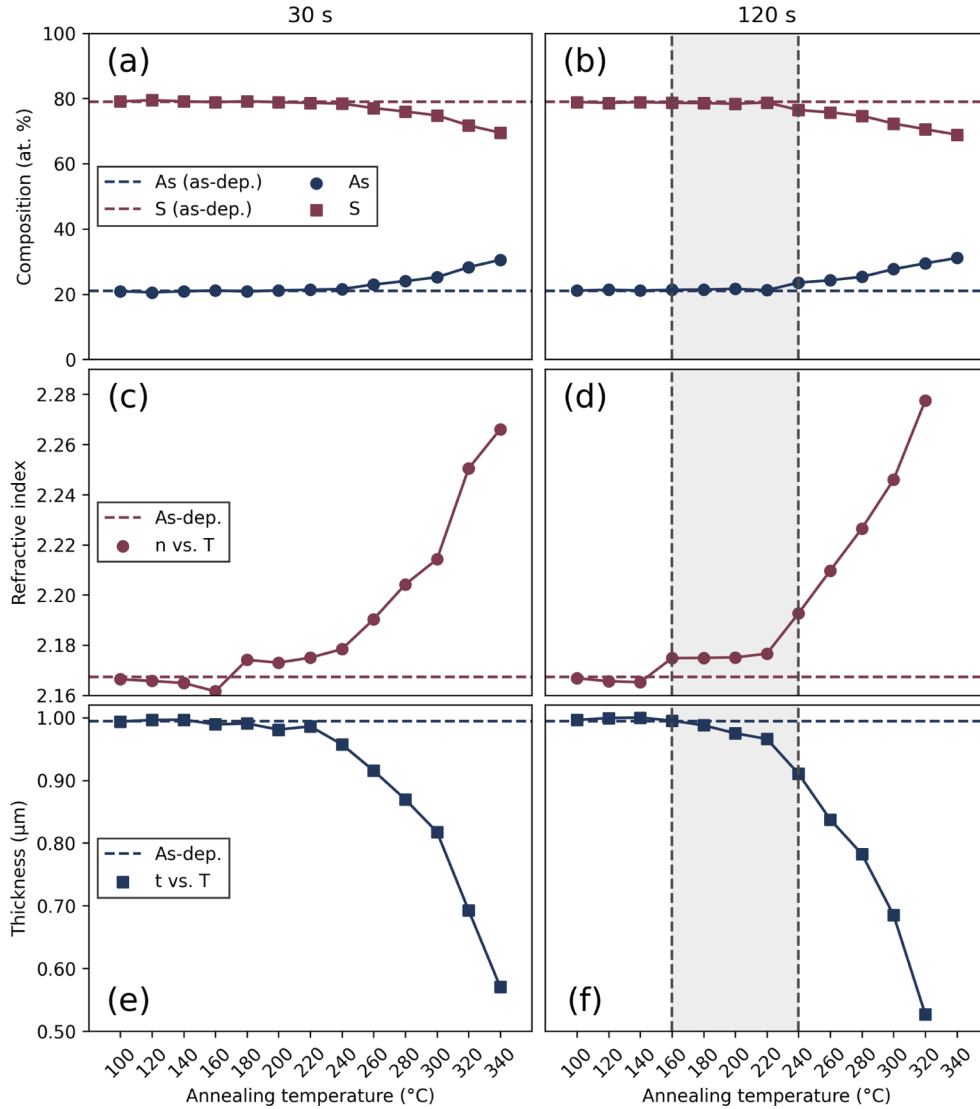 30 s
120 s
(a)
(b)
100
80
60
40
20
0
Composition (at. %)
As (as-dep.)
As
S (as-dep.)
S
(c)
(d)
2.28
2.26
2.24
2.22
2.20
2.18
2.16
Refractive index
As-dep.
n vs. T
1.00
0.90
0.80
0.70
0.60
0.50
Thickness (μm)
As-dep.
t vs. T
(e)
(f)
100 120 140 160 180 200 220 240 260 280 300 320 340
100 120 140 160 180 200 220 240 260 280 300 320 340
Annealing temperature (°C)
Annealing temperature (°C)